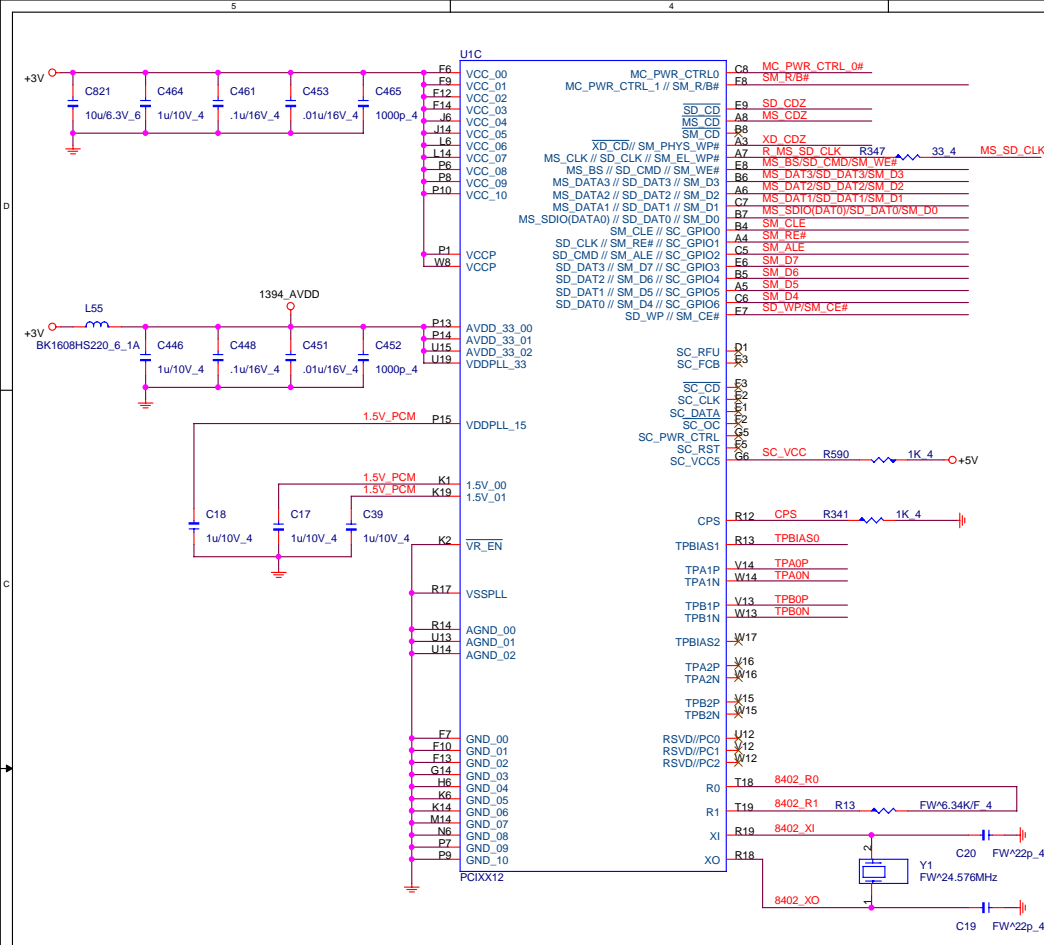 5
4
D
C
U1C
+3V
C821
10u/6.3V_6
C464
1u/10V_4
C461
.1u/16V_4
C453
.01u/16V_4
C465
1000p_4
F6 VCC_00
F9 VCC_01
F12 VCC_02
F14 VCC_03
J6 VCC_04
J14 VCC_05
L6 VCC_06
L14 VCC_07
P6 VCC_08
P8 VCC_09
P10 VCC_10
P1 VCCP
W8 VCCP
1394_AVDD
+3V
L55
BK1608HS220_6_1A
C446
1u/10V_4
C448
.1u/16V_4
C451
.01u/16V_4
C452
1000p_4
P13 AVDD_33_00
P14 AVDD_33_01
U15 AVDD_33_02
U19 VDDPLL_33
1.5V_PCM P15 VDDPLL_15
1.5V_PCM K1 1.5V_00
1.5V_PCM K19 1.5V_01
C18
1u/10V_4
C17
1u/10V_4
C39
1u/10V_4
K2 VR_EN
R17 VSSPLL
R14 AGND_00
U13 AGND_01
U14 AGND_02
F7 GND_00
F10 GND_01
F13 GND_02
G14 GND_03
H6 GND_04
K6 GND_05
K14 GND_06
M14 GND_07
N6 GND_08
P7 GND_09
P9 GND_10
PCIXX12
MC_PWR_CTRL0 C8 MC_PWR_CTRL_0#
MC_PWR_CTRL_1 // SM_R/B# F8 SM_R/B#
SD_CD E9 SD_CDZ
MS_CD A8 MS_CDZ
SM_CD B8
XD_CD// SM_PHYS_WP# A3 XD_CDZ
MS_CLK // SD_CLK // SM_EL_WP# A7 R_MS_SD_CLK R347 33_4 MS_SD_CLK
MS_BS // SD_CMD // SM_WE# E8 MS_BS/SD_CMD/SM_WE#
MS_DATA3 // SD_DAT3 // SM_D3 B6 MS_DAT3/SD_DAT3/SM_D3
MS_DATA2 // SD_DAT2 // SM_D2 A6 MS_DAT2/SD_DAT2/SM_D2
MS_DATA1 // SD_DAT1 // SM_D1 C7 MS_DAT1/SD_DAT1/SM_D1
MS_SDIO(DATA0) // SD_DAT0 // SM_D0 B7 MS_SDIO(DAT0)/SD_DAT0/SM_D0
SM_CLE // SC_GPIO0 B4 SM_CLE
SD_CLK // SM_RE# // SC_GPIO1 A4 SM_RE#
SD_CMD // SM_ALE // SC_GPIO2 C5 SM_ALE
SD_DAT3 // SM_D7 // SC_GPIO3 E6 SM_D7
SD_DAT2 // SM_D6 // SC_GPIO4 B5 SM_D6
SD_DAT1 // SM_D5 // SC_GPIO5 A5 SM_D5
SD_DAT0 // SM_D4 // SC_GPIO6 C6 SM_D4
SD_WP // SM_CE# E7 SD_WP/SM_CE#
SC_RFU D1
SC_FCB E3
SC_CD F3
SC_CLK E2
SC_DATA E1
SC_OC F2
SC_PWR_CTRL G5
SC_RST F5
SC_VCC5 G6 SC_VCC R590 1K_4 +5V
CPS R12 CPS R341 1K_4
TPBIAS1 R13 TPBIAS0
TPA1P V14 TPA0P
TPA1N W14 TPA0N
TPB1P V13 TPB0P
TPB1N W13 TPB0N
TPBIAS2 W17
TPA2P V16
TPA2N W16
TPB2P V15
TPB2N W15
RSVD//PC0 U12
RSVD//PC1 V12
RSVD//PC2 W12
R0 T18 8402_R0
R1 T19 8402_R1 R13 FW^6.34K/F_4
XI R19 8402_XI
XO R18
C20 FW^22p_4
2
Y1
FW^24.576MHz
1
8402_XO
C19 FW^22p_4